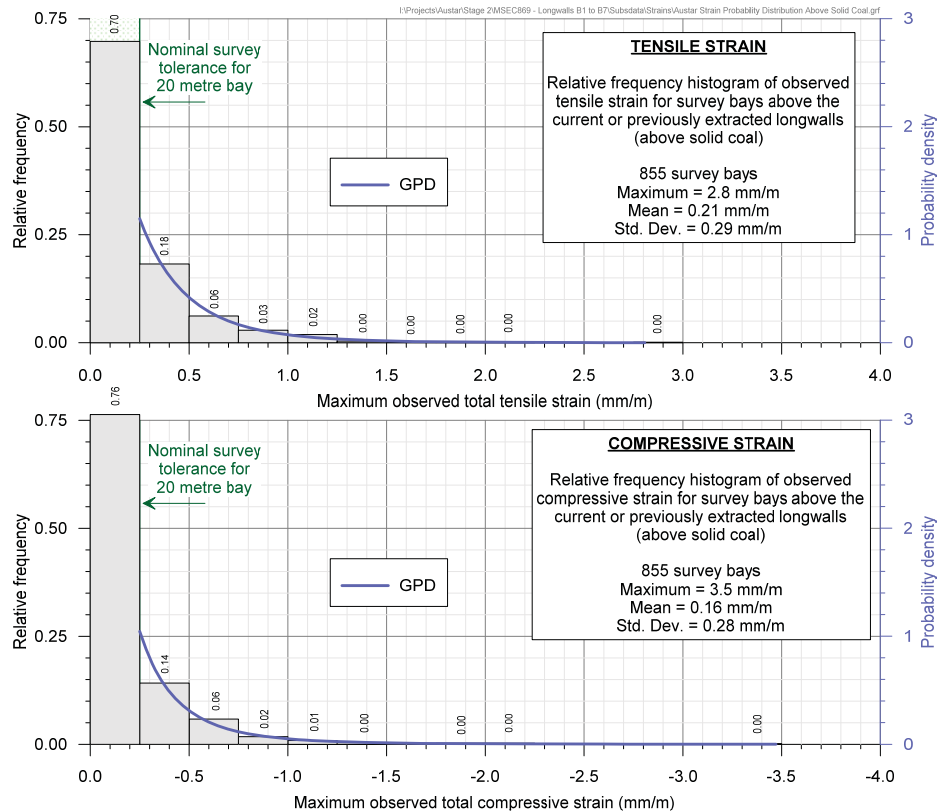 I:\Projects\Austar\Stage 2\MSEC869 - Longwalls B1 to B7\Subsdata\Strains\Austar Strain Probability Distribution Above Solid Coal.grf
0.70
3
Nominal survey
tolerance for
20 metre bay
TENSILE STRAIN
Relative frequency histogram of observed
tensile strain for survey bays above the
current or previously extracted longwalls
(above solid coal)
855 survey bays
Maximum = 2.8 mm/m
Mean = 0.21 mm/m
Std. Dev. = 0.29 mm/m
0.50
2
Relative frequency
Probability density
GPD
0.25
1
0.18
0.06
0.03
0.02
0.00
0.00
0.00
0.00
0.00
0.00
0
0.0 0.5 1.0 1.5 2.0 2.5 3.0 3.5 4.0
Maximum observed total tensile strain (mm/m)
0.76
0.75
3
Nominal survey
tolerance for
20 metre bay
COMPRESSIVE STRAIN
Relative frequency histogram of observed
compressive strain for survey bays above the
current or previously extracted longwalls
(above solid coal)
855 survey bays
Maximum = 3.5 mm/m
Mean = 0.16 mm/m
Std. Dev. = 0.28 mm/m
0.50
2
Relative frequency
Probability density
GPD
0.25
1
0.14
0.06
0.02
0.01
0.00
0.00
0.00
0.00
0.00
0
0.0 -0.5 -1.0 -1.5 -2.0 -2.5 -3.0 -3.5 -4.0
Maximum observed total compressive strain (mm/m)